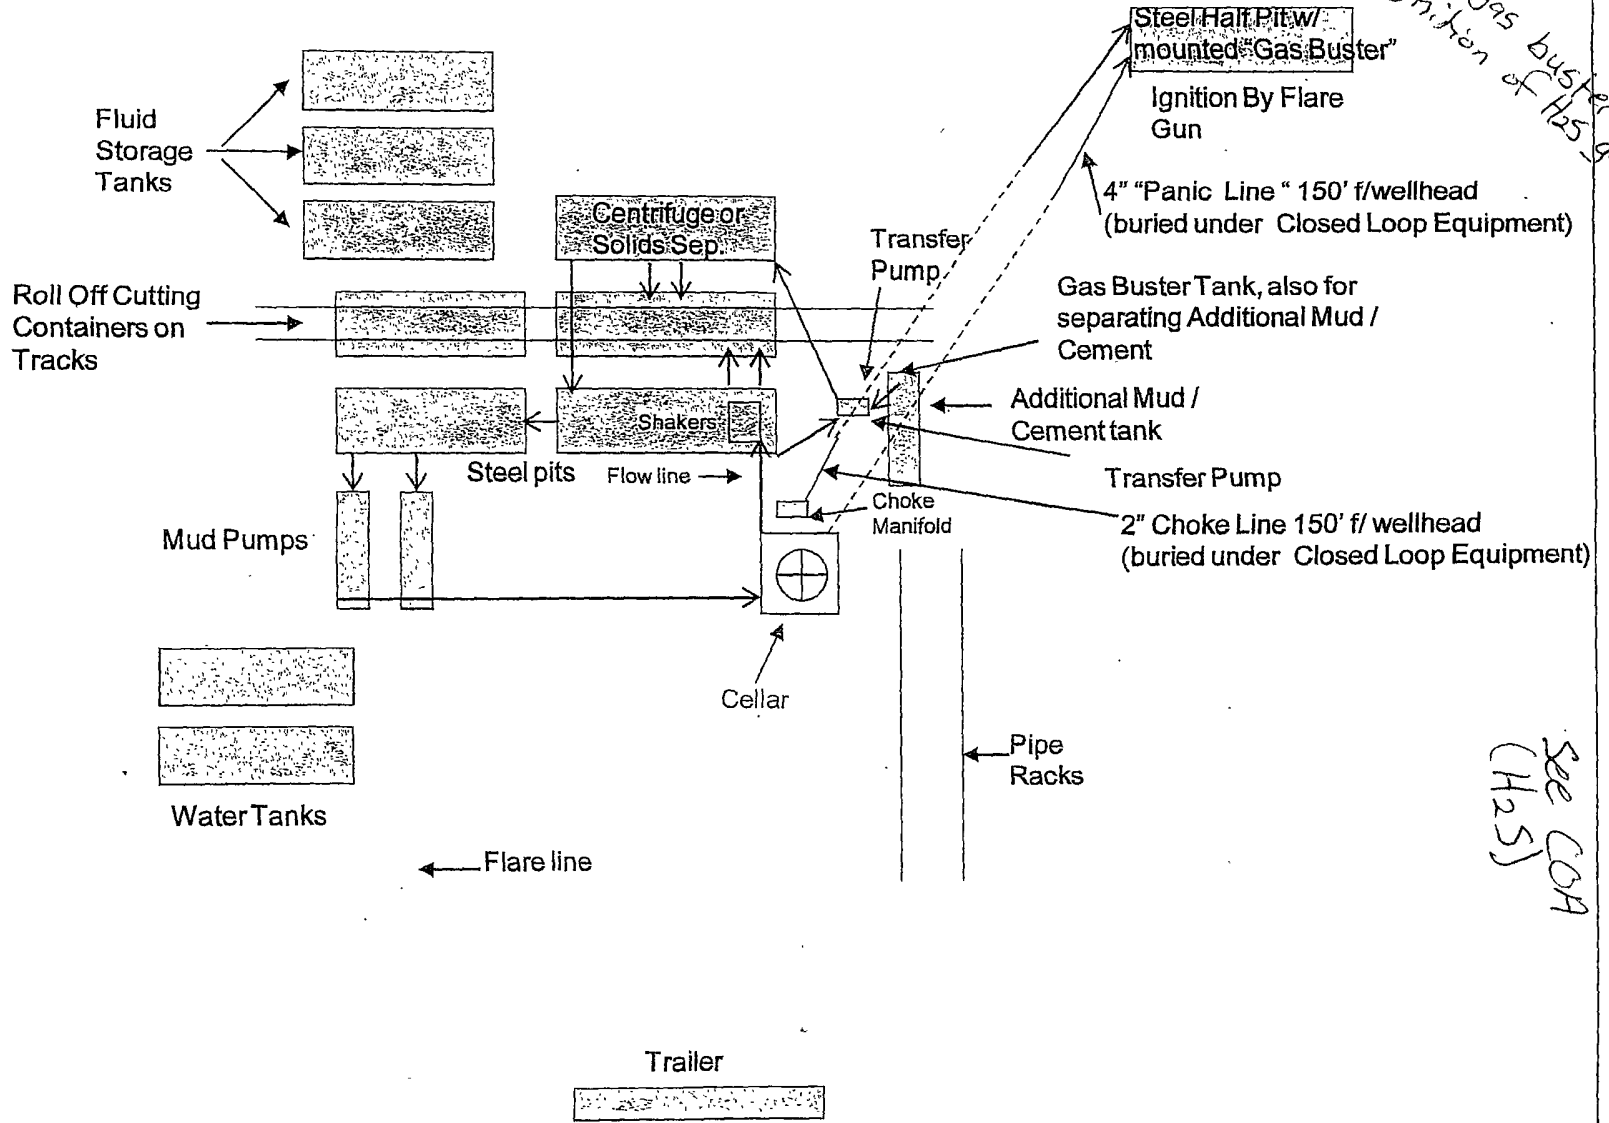 Steel Half Pit w/
mounted "Gas Buster"
gas buster
of H2S
Ignition By Flare
Gun
Fluid
Storage
Tanks
4" "Panic Line " 150' f/wellhead
(buried under Closed Loop Equipment)
Centrifuge or
Solids Sep.
Transfer
Pump
Roll Off Cutting
Containers on
Tracks
Gas Buster Tank, also for
separating Additional Mud /
Cement
Additional Mud /
Cement tank
Shakers
Steel pits
Flow line
Transfer Pump
Choke
Manifold
2" Choke Line 150' f/ wellhead
(buried under Closed Loop Equipment)
Mud Pumps
Cellar
Pipe
Racks
See COA
(H2S)
Water Tanks
Flare line
Trailer